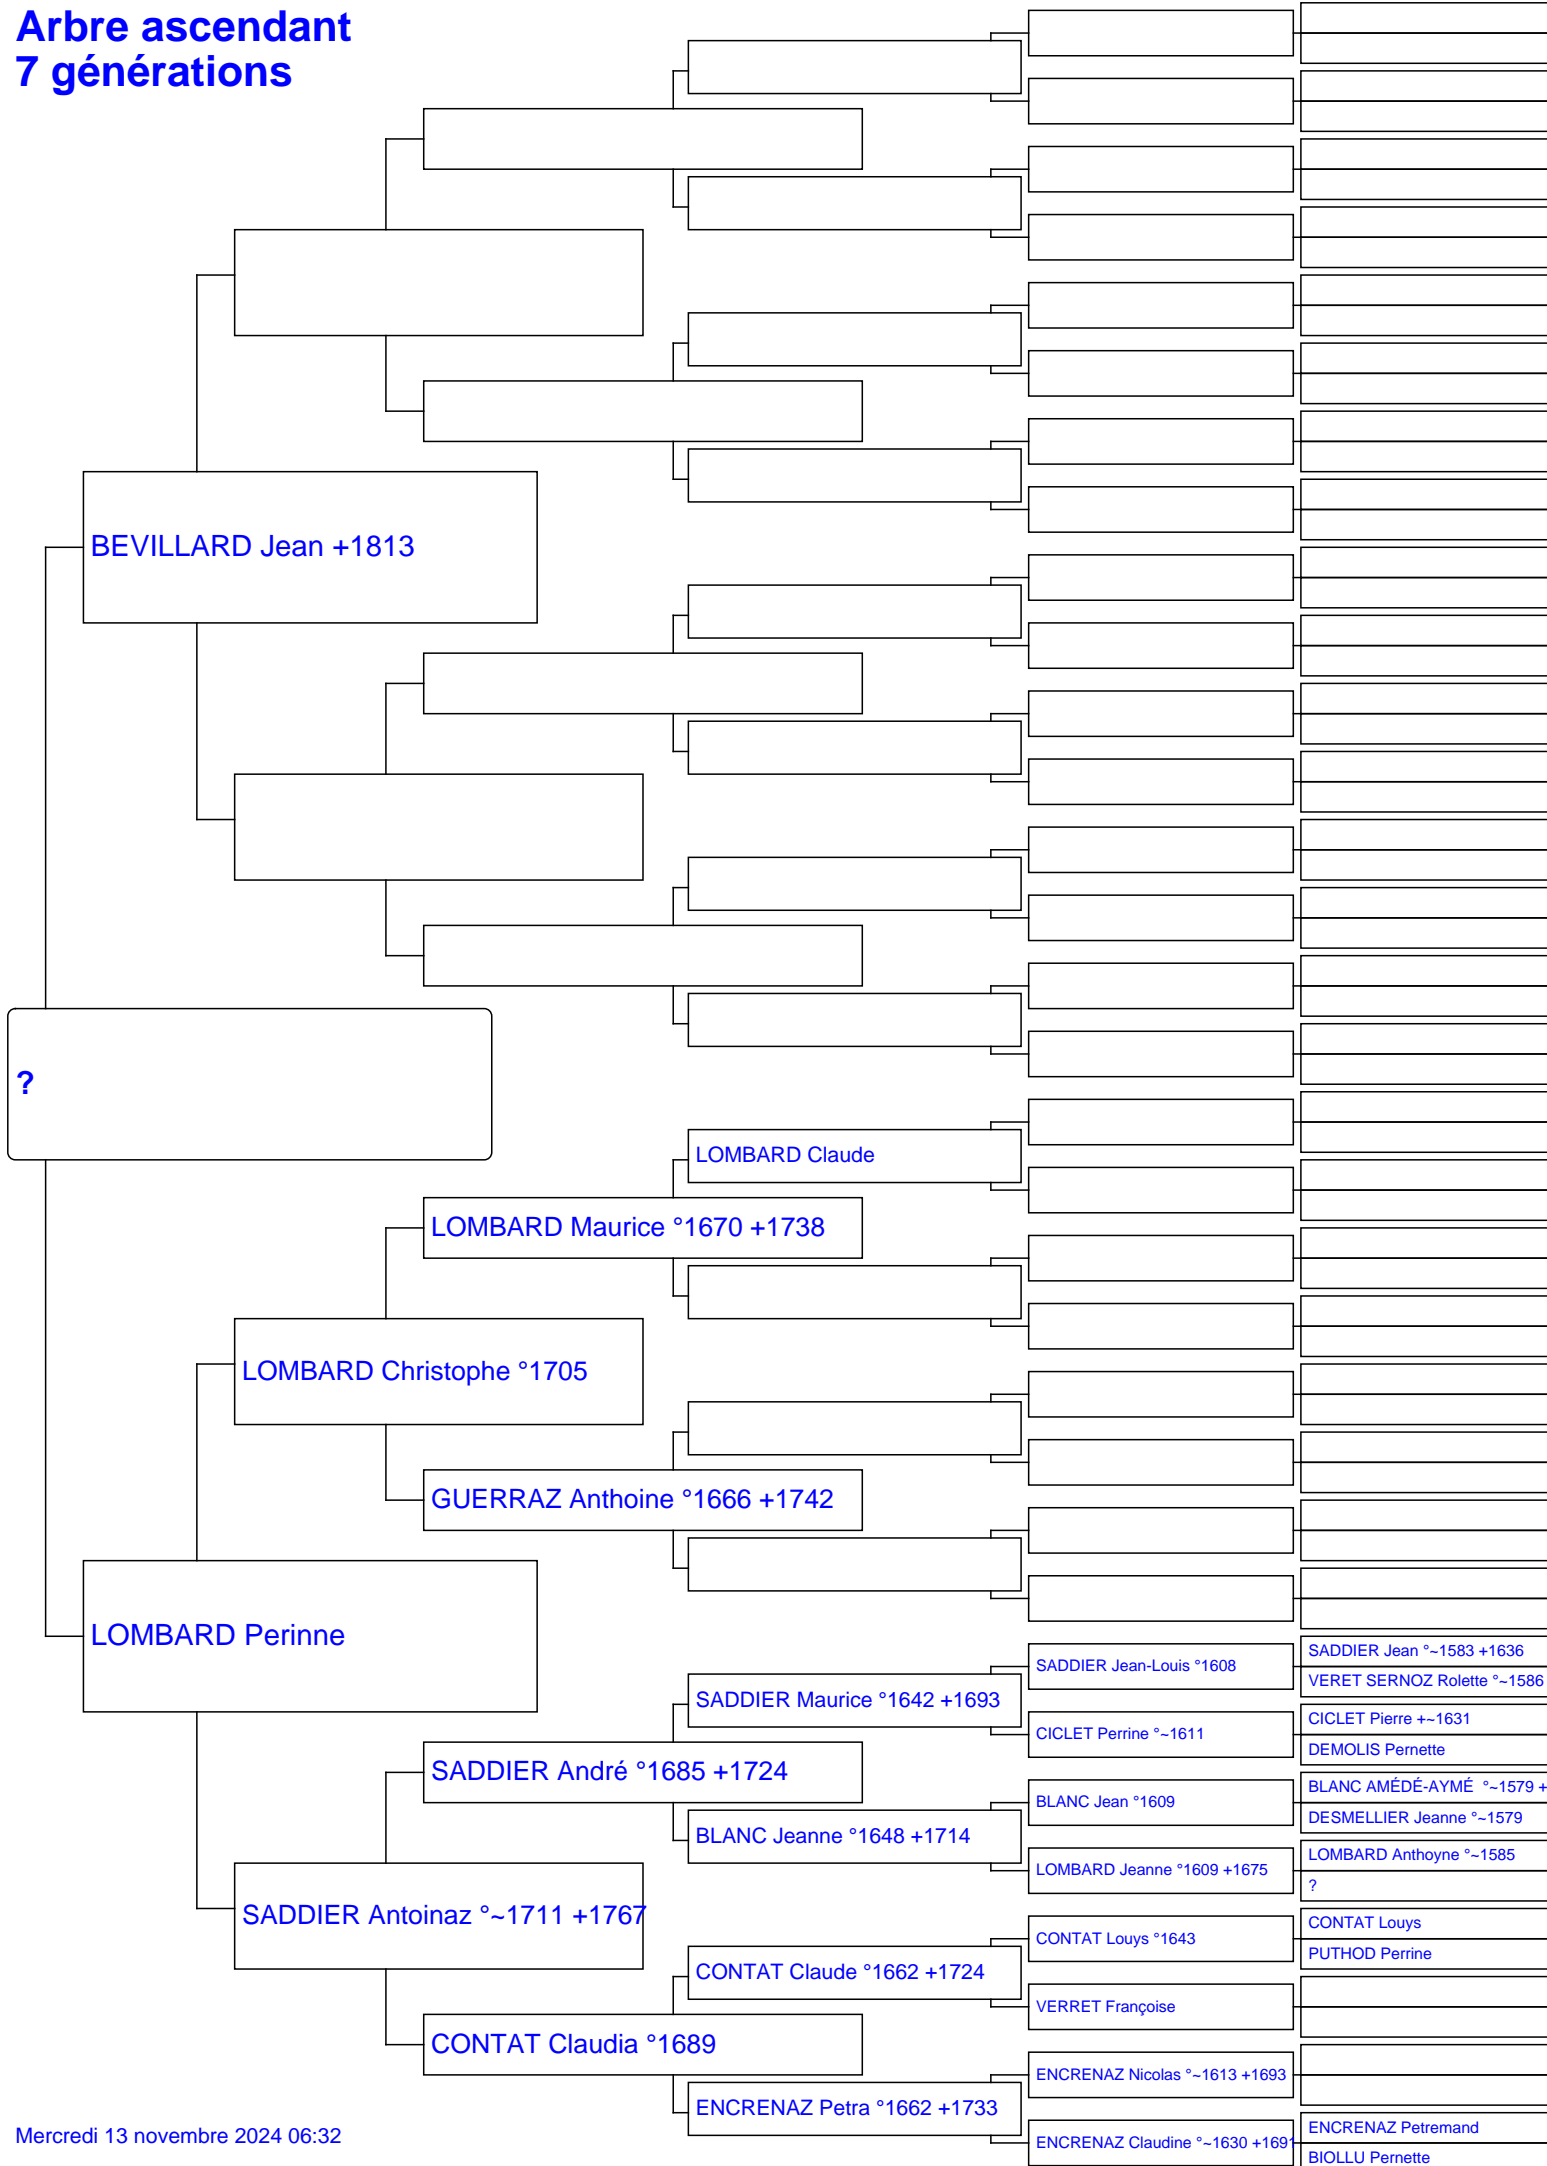 Arbre ascendant
7 générations
BEVILLARD Jean +1813
?
LOMBARD Claude
LOMBARD Maurice °1670 +1738
LOMBARD Christophe °1705
GUERRAZ Anthoine °1666 +1742
LOMBARD Perinne
SADDIER Jean °~1583 +1636
SADDIER Jean-Louis °1608
VERET SERNOZ Rolette °~1586
SADDIER Maurice °1642 +1693
CICLET Pierre +~1631
CICLET Perrine °~1611
DEMOLIS Pernette
SADDIER André °1685 +1724
BLANC AMÉDÉ-AYMÉ °~1579 +
BLANC Jean °1609
DESMELLIER Jeanne °~1579
BLANC Jeanne °1648 +1714
LOMBARD Anthoyne °~1585
LOMBARD Jeanne °1609 +1675
?
SADDIER Antoinaz °~1711 +1767
CONTAT Louys
CONTAT Louys °1643
PUTHOD Perrine
CONTAT Claude °1662 +1724
VERRET Françoise
CONTAT Claudia °1689
ENCRENAZ Nicolas °~1613 +1693
ENCRENAZ Petra °1662 +1733
ENCRENAZ Petremand
ENCRENAZ Claudine °~1630 +1691
BIOLLU Pernette
Mercredi 13 novembre 2024 06:32